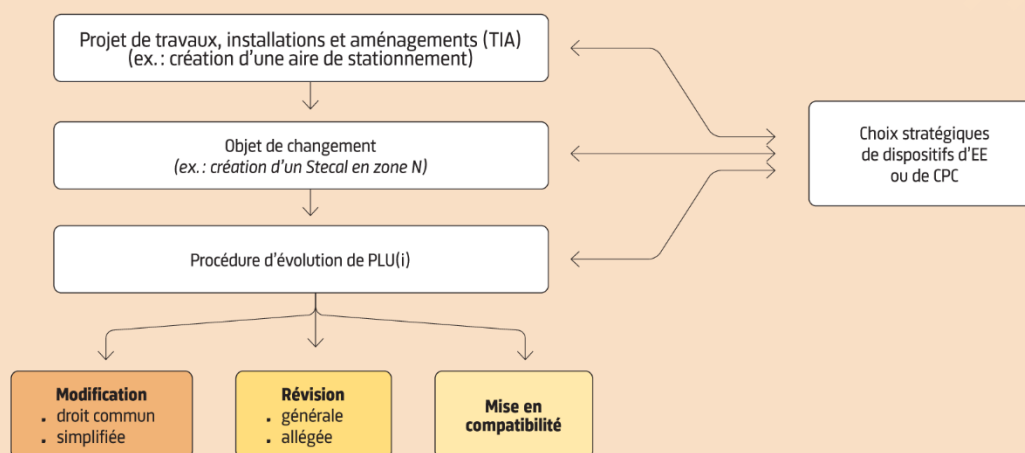 Projet de travaux, installations et aménagements (TIA)
(ex. : création d'une aire de stationnement)
Objet de changement
(ex. : création d'un Stecal en zone N)
Choix stratégiques
de dispositifs d'EE
ou de CPC
Procédure d'évolution de PLU(i)
Modification
. droit commun
. simplifiée
Révision
. générale
. allégée
Mise en
compatibilité